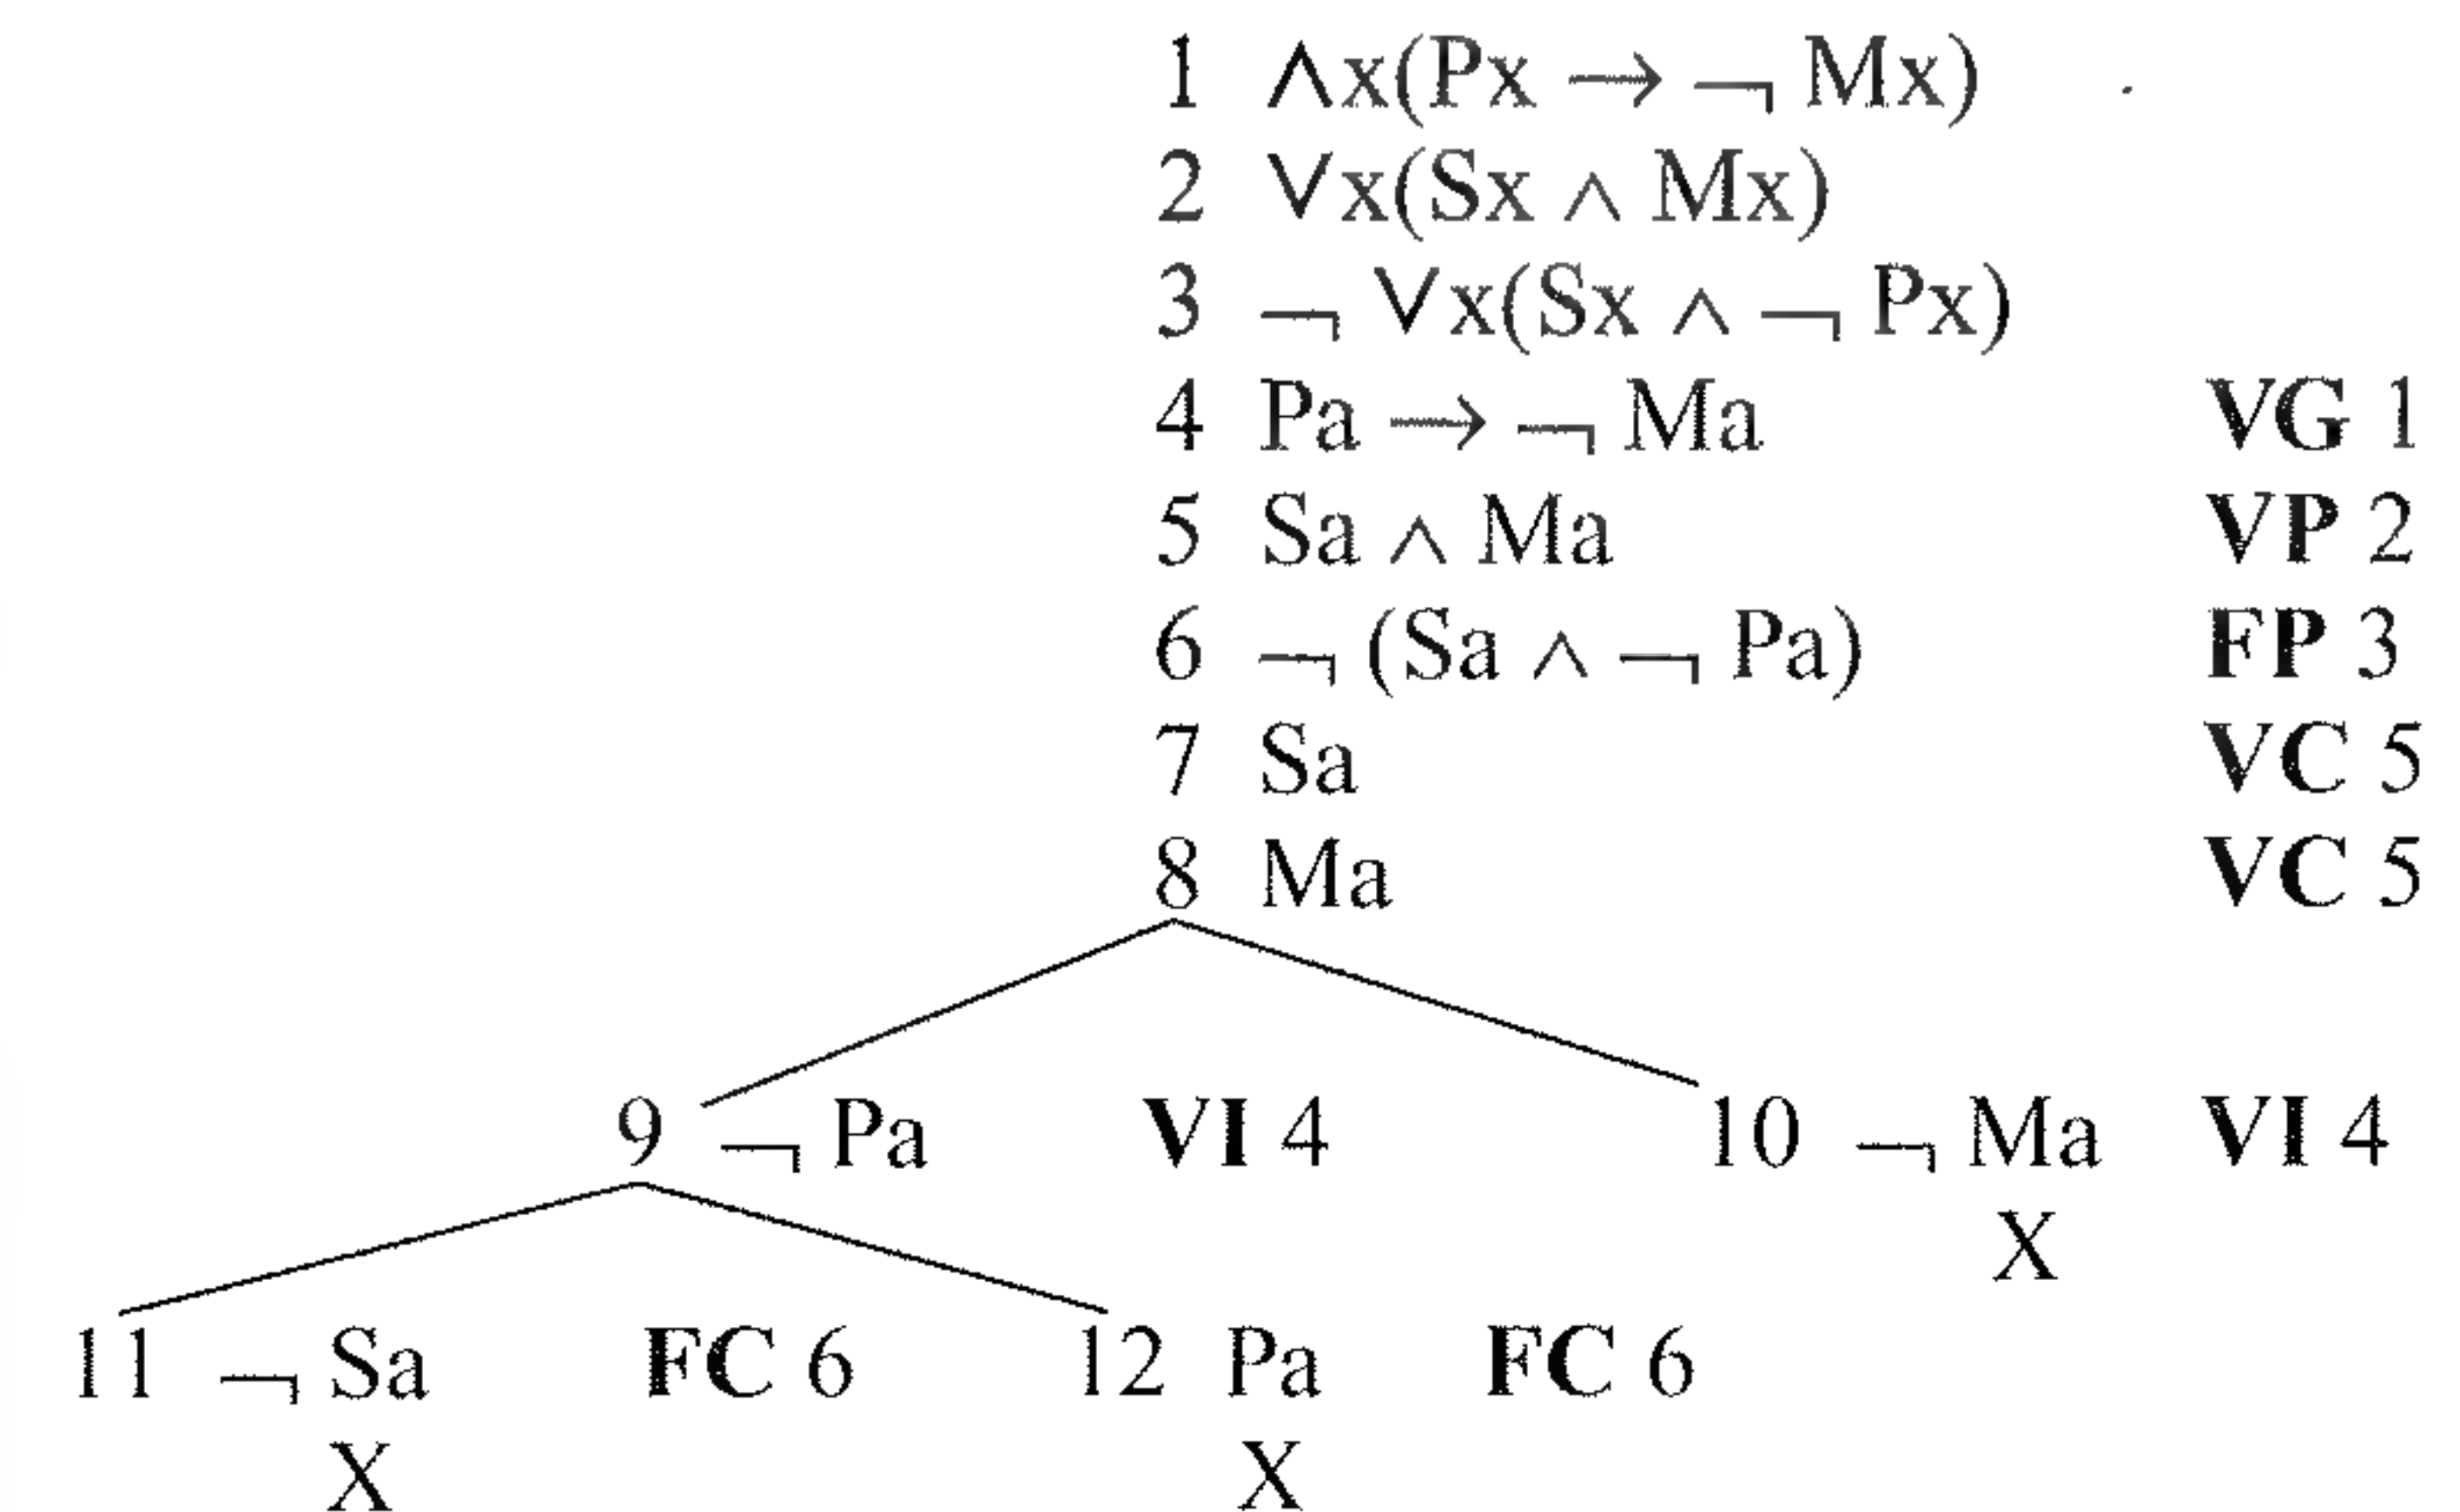 1 ∧x(Px → ¬ Mx)
2 ∨x(Sx ∧ Mx)
3 ¬ ∨x(Sx ∧ ¬ Px)
4 Pa → ¬ Ma VG 1
5 Sa ∧ Ma VP 2
6 ¬ (Sa ∧ ¬ Pa) FP 3
7 Sa VC 5
8 Ma VC 5
9 ¬ Pa VI 4 10 ¬ Ma VI 4
X
11 ¬ Sa FC 6 12 Pa FC 6
X X